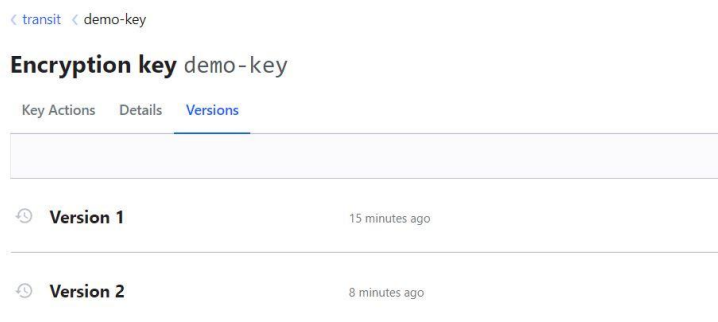 transit demo-key
Encryption key demo-key
Key Actions Details Versions
Version 1 15 minutes ago
Version 2 8 minutes ago